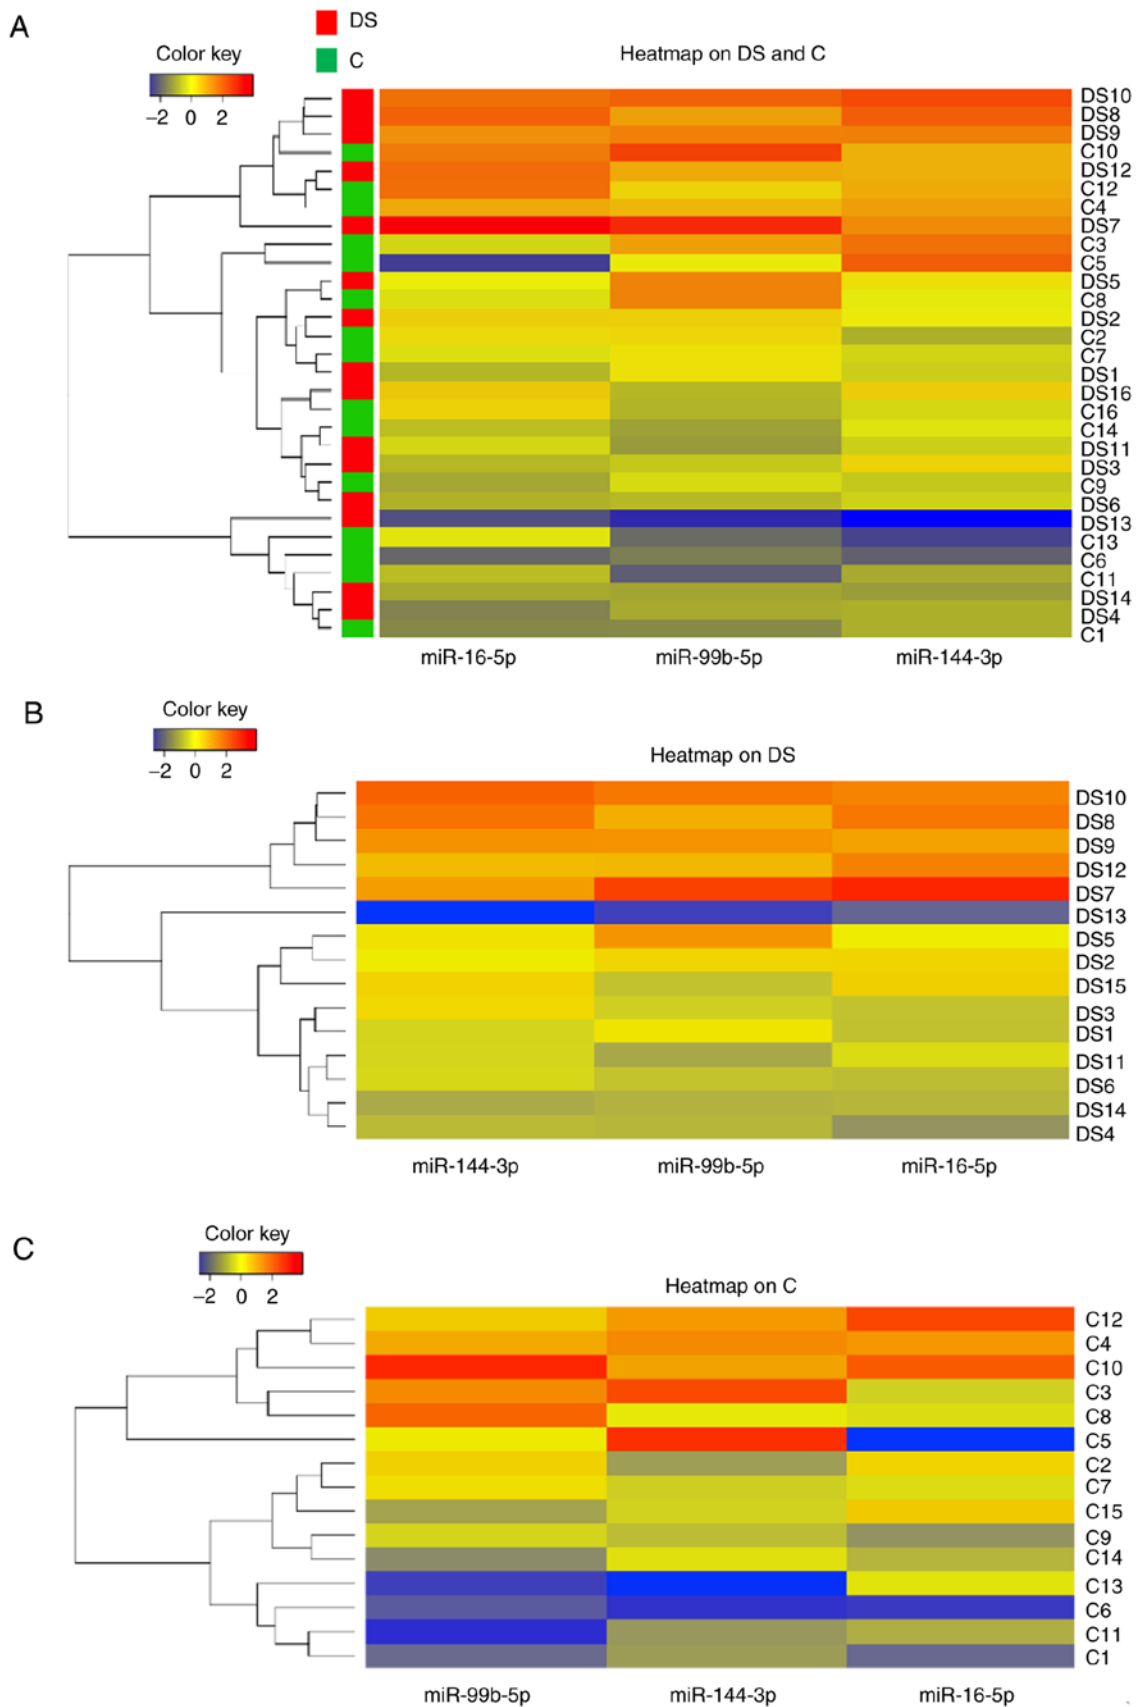 A
DS
C
Color key
−2 0 2
Heatmap on DS and C
DS10
DS8
DS9
C10
DS12
C12
C4
DS7
C3
C5
DS5
C8
DS2
C2
C7
DS1
DS16
C16
C14
DS11
DS3
C9
DS6
DS13
C13
C6
C11
DS14
DS4
C1
miR-16-5p miR-99b-5p miR-144-3p
B
Color key
−2 0 2
Heatmap on DS
DS10
DS8
DS9
DS12
DS7
DS13
DS5
DS2
DS15
DS3
DS1
DS11
DS6
DS14
DS4
miR-144-3p miR-99b-5p miR-16-5p
C
Color key
−2 0 2
Heatmap on C
C12
C4
C10
C3
C8
C5
C2
C7
C15
C9
C14
C13
C6
C11
C1
miR-99b-5p miR-144-3p miR-16-5p